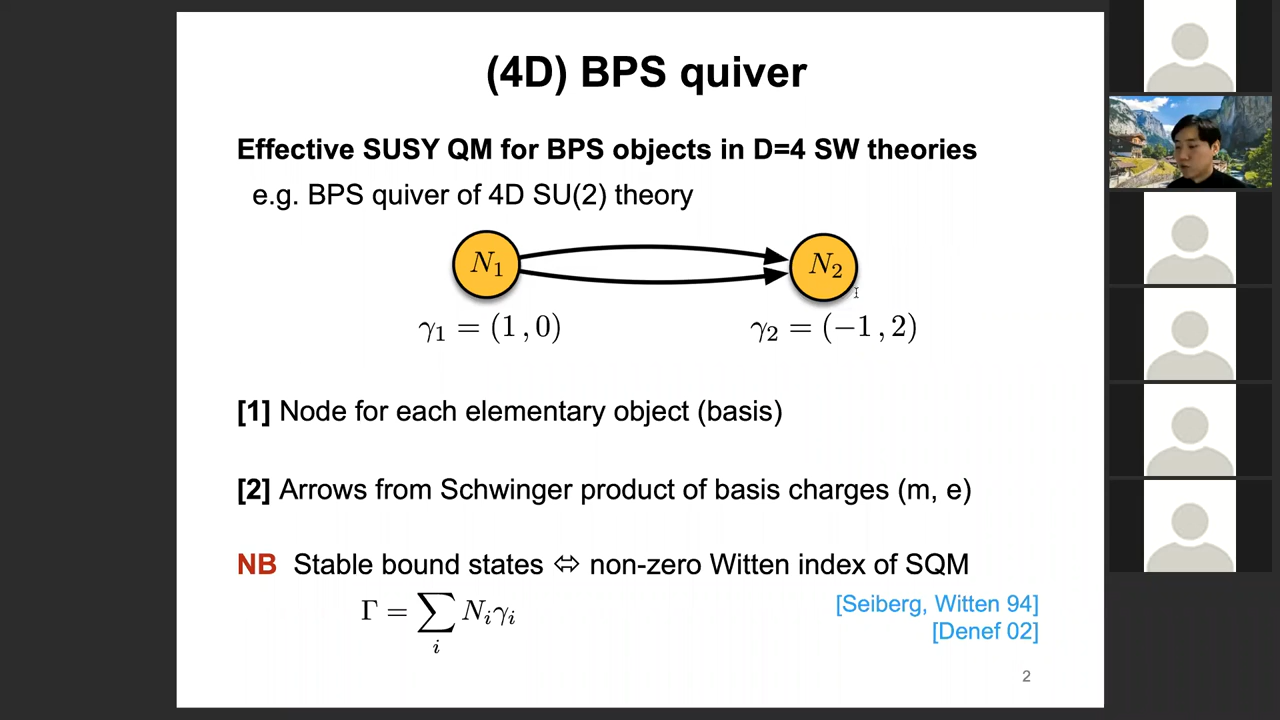 (4D) BPS quiver
Effective SUSY QM for BPS objects in D=4 SW theories
e.g. BPS quiver of 4D SU(2) theory
N₁ N₂
γ₁ = (1 , 0) γ₂ = (−1 , 2)
[1] Node for each elementary object (basis)
[2] Arrows from Schwinger product of basis charges (m, e)
NB Stable bound states ⇔ non-zero Witten index of SQM
Γ = ∑ᵢ Nᵢγᵢ
[Seiberg, Witten 94]
[Denef 02]
2